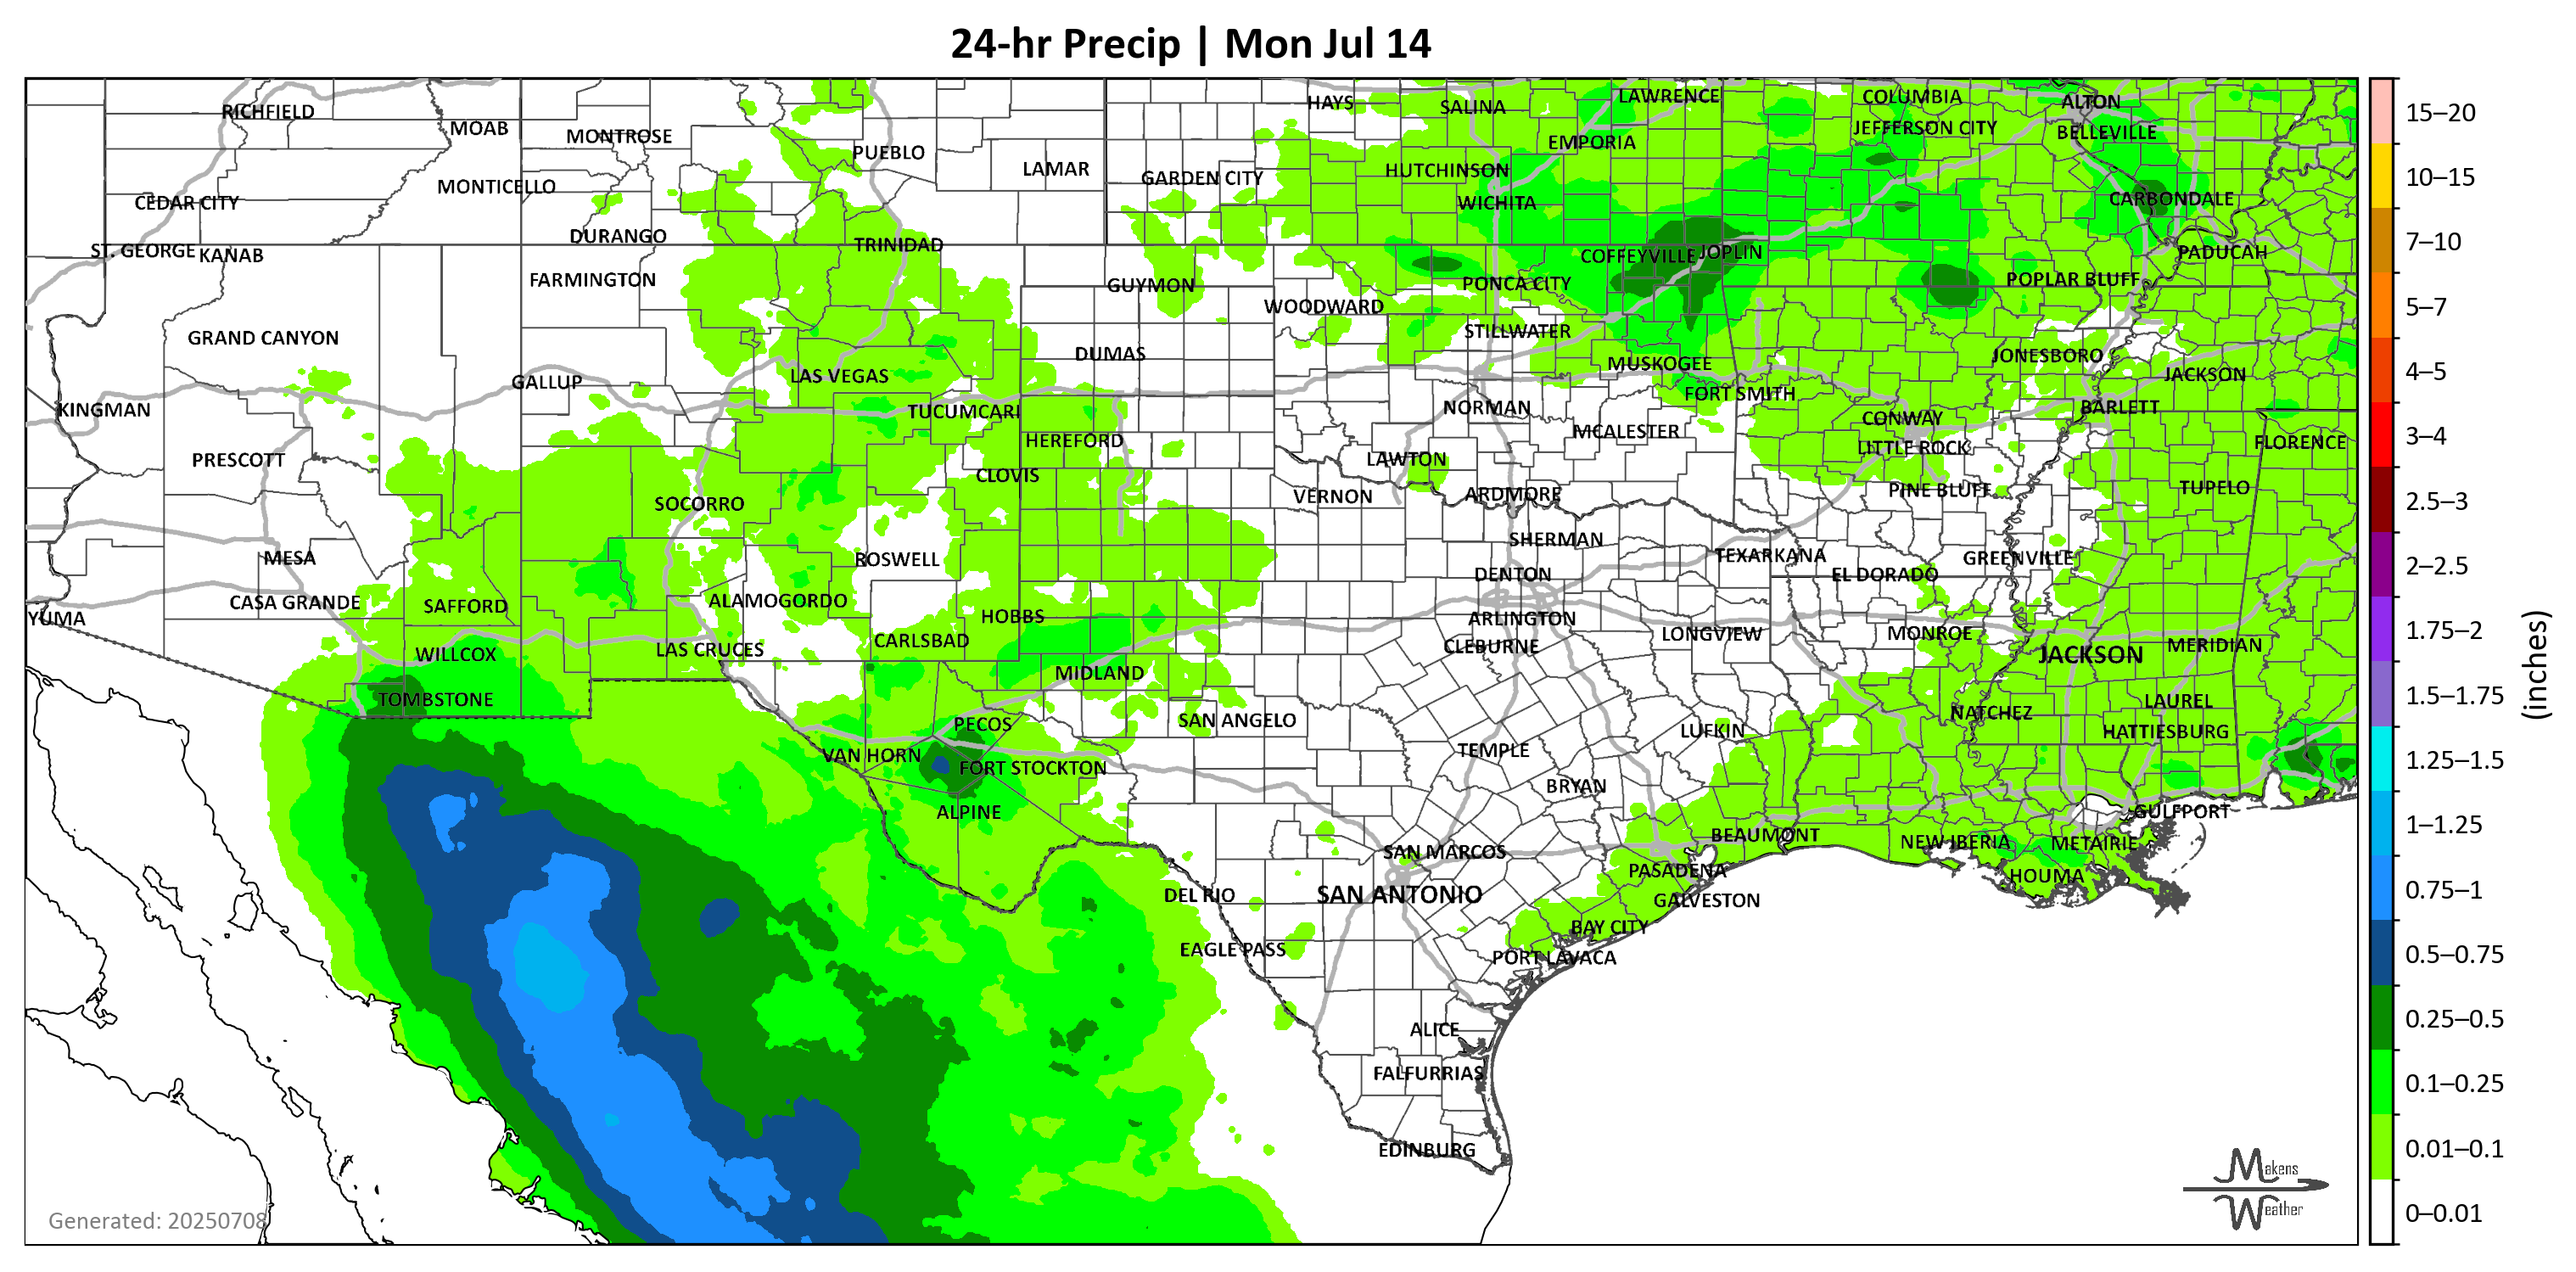 24-hr Precip | Mon Jul 14
RICHFIELD
MOAB
MONTROSE
PUEBLO
LAMAR
HAYS
SALINA
LAWRENCE
COLUMBIA
ALTON
JEFFERSON CITY
BELLEVILLE
EMPORIA
HUTCHINSON
GARDEN CITY
MONTICELLO
CEDAR CITY
WICHITA
CARBONDALE
DURANGO
TRINIDAD
ST. GEORGE
KANAB
COFFEYVILLE
JOPLIN
PADUCAH
FARMINGTON
GUYMON
PONCA CITY
POPLAR BLUFF
WOODWARD
GRAND CANYON
STILLWATER
DUMAS
JONESBORO
MUSKOGEE
GALLUP
LAS VEGAS
JACKSON
FORT SMITH
KINGMAN
TUCUMCARI
NORMAN
CONWAY
BARLETT
HEREFORD
MCALESTER
LITTLE ROCK
FLORENCE
PRESCOTT
LAWTON
CLOVIS
SOCORRO
VERNON
ARDMORE
PINE BLUFF
TUPELO
SHERMAN
MESA
ROSWELL
TEXARKANA
GREENVILLE
DENTON
EL DORADO
CASA GRANDE
SAFFORD
ALAMOGORDO
YUMA
HOBBS
ARLINGTON
CARLSBAD
LONGVIEW
MONROE
WILLCOX
LAS CRUCES
CLEBURNE
JACKSON
MERIDIAN
MIDLAND
TOMBSTONE
LAUREL
PECOS
SAN ANGELO
NATCHEZ
LUFKIN
HATTIESBURG
VAN HORN
FORT STOCKTON
TEMPLE
BRYAN
ALPINE
GULFPORT
BEAUMONT
NEW IBERIA
METAIRIE
SAN MARCOS
PASADENA
HOUMA
DEL RIO
SAN ANTONIO
GALVESTON
BAY CITY
EAGLE PASS
PORT LAVACA
ALICE
FALFURRIAS
EDINBURG
Generated: 20250708
Makens
Weather
15–20
10–15
7–10
5–7
4–5
3–4
2.5–3
2–2.5
1.75–2
1.5–1.75
1.25–1.5
1–1.25
0.75–1
0.5–0.75
0.25–0.5
0.1–0.25
0.01–0.1
0–0.01
(inches)